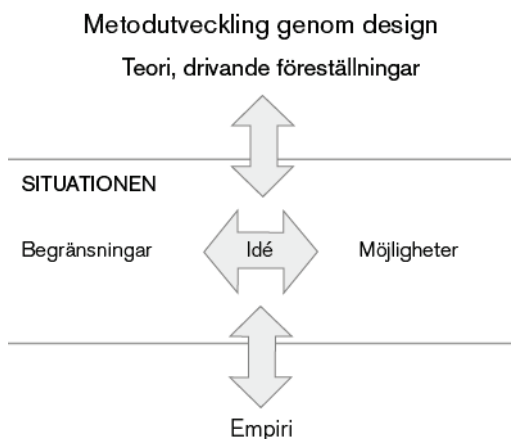 Metodutveckling genom design
Teori, drivande föreställningar
SITUATIONEN
Begränsningar Idé Möjligheter
Empiri